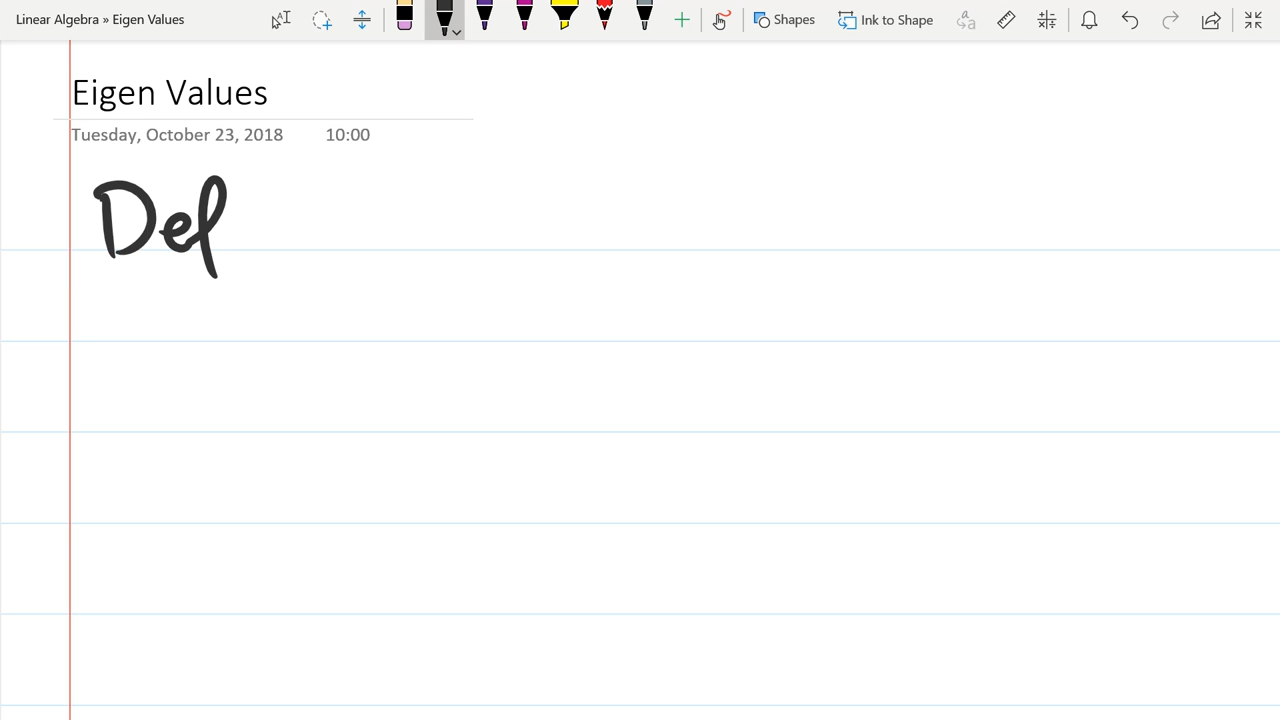 Linear Algebra » Eigen Values
Shapes
Ink to Shape
Eigen Values
Tuesday, October 23, 2018 10:00
Def